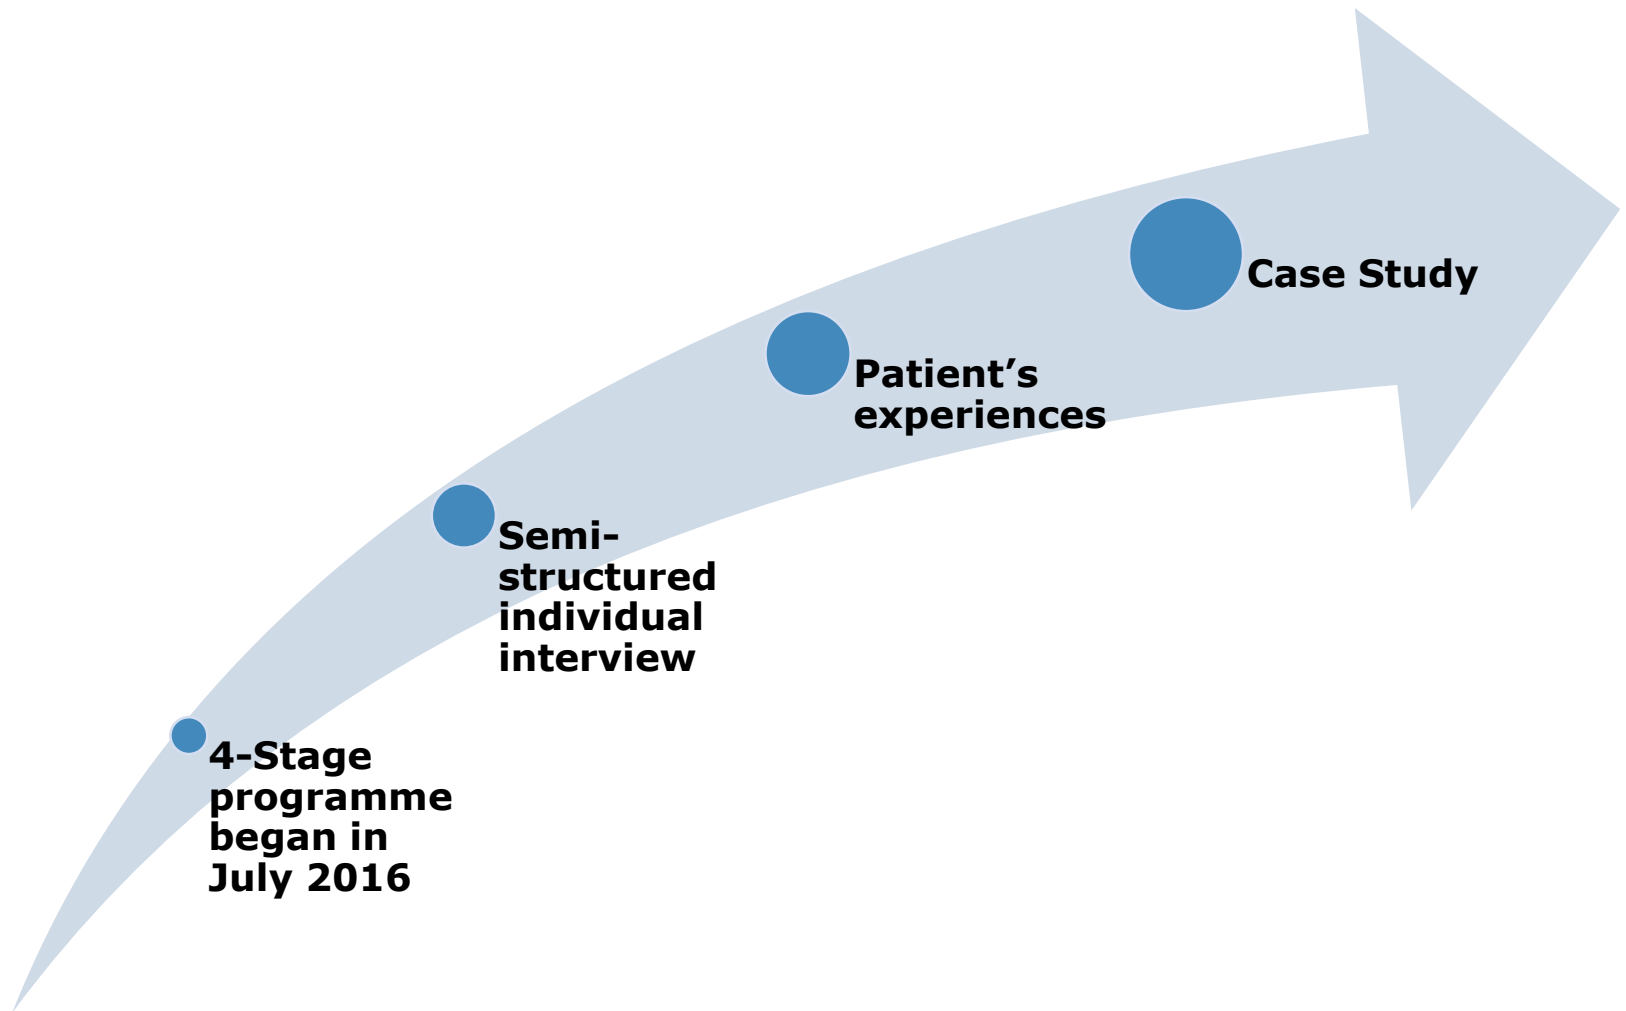 4-Stage
programme
began in
July 2016
Semi-
structured
individual
interview
Patient’s
experiences
Case Study